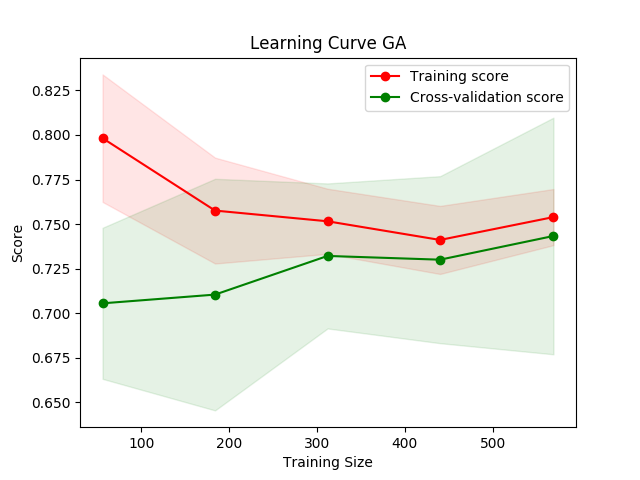 Learning Curve GA
Training score
Cross-validation score
0.825
0.800
0.775
0.750
0.725
0.700
0.675
0.650
Score
100 200 300 400 500
Training Size